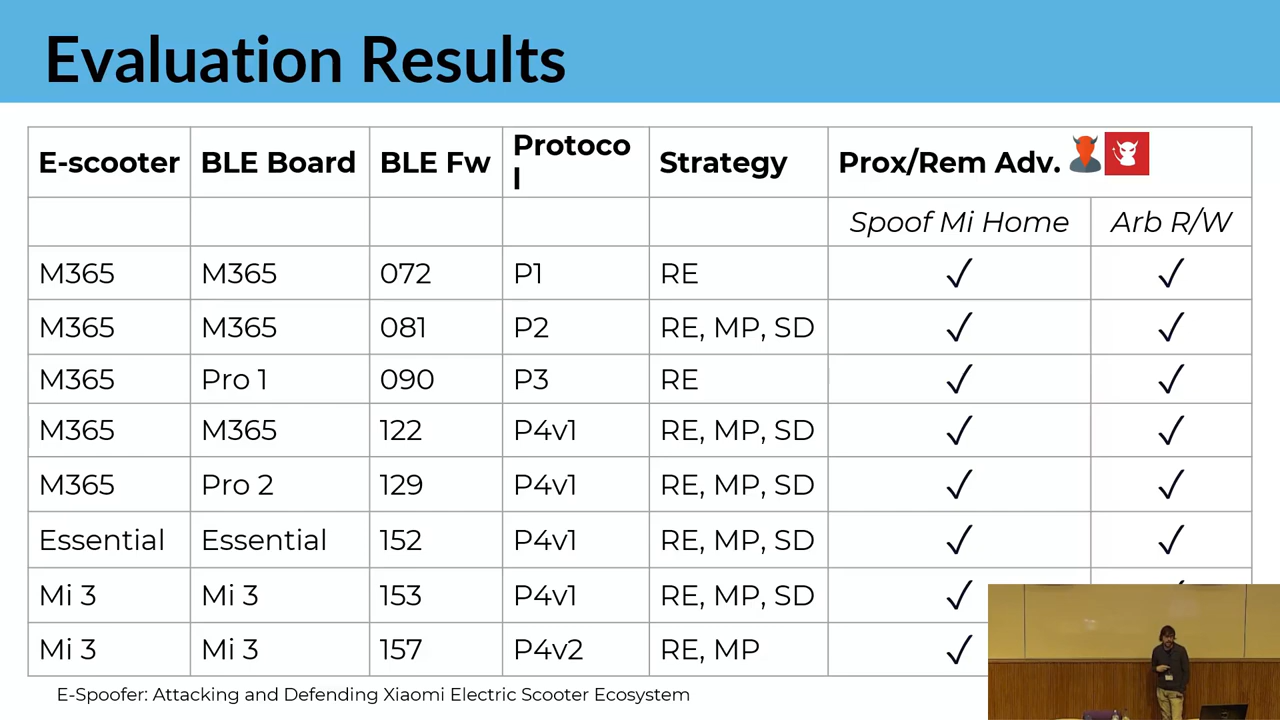 Evaluation Results
E-scooter BLE Board BLE Fw Protoco
l Strategy Prox/Rem Adv.
Spoof Mi Home Arb R/W
M365 M365 072 P1 RE ✓ ✓
M365 M365 081 P2 RE, MP, SD ✓ ✓
M365 Pro 1 090 P3 RE ✓ ✓
M365 M365 122 P4v1 RE, MP, SD ✓ ✓
M365 Pro 2 129 P4v1 RE, MP, SD ✓ ✓
Essential Essential 152 P4v1 RE, MP, SD ✓ ✓
Mi 3 Mi 3 153 P4v1 RE, MP, SD ✓
Mi 3 Mi 3 157 P4v2 RE, MP ✓
E-Spoofer: Attacking and Defending Xiaomi Electric Scooter Ecosystem